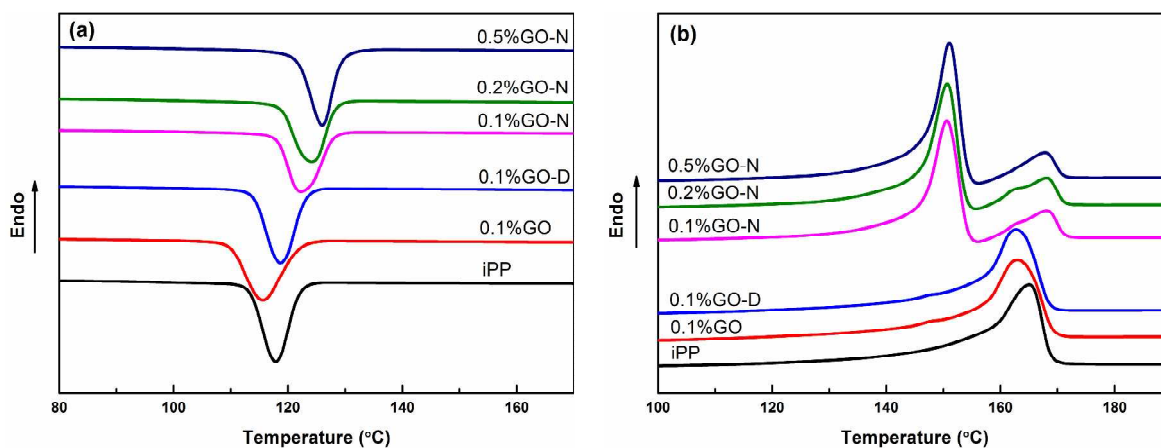 (a)
0.5%GO-N
0.2%GO-N
0.1%GO-N
0.1%GO-D
0.1%GO
iPP
Endo
80 100 120 140 160
Temperature (°C)
(b)
0.5%GO-N
0.2%GO-N
0.1%GO-N
0.1%GO-D
0.1%GO
iPP
Endo
100 120 140 160 180
Temperature (°C)